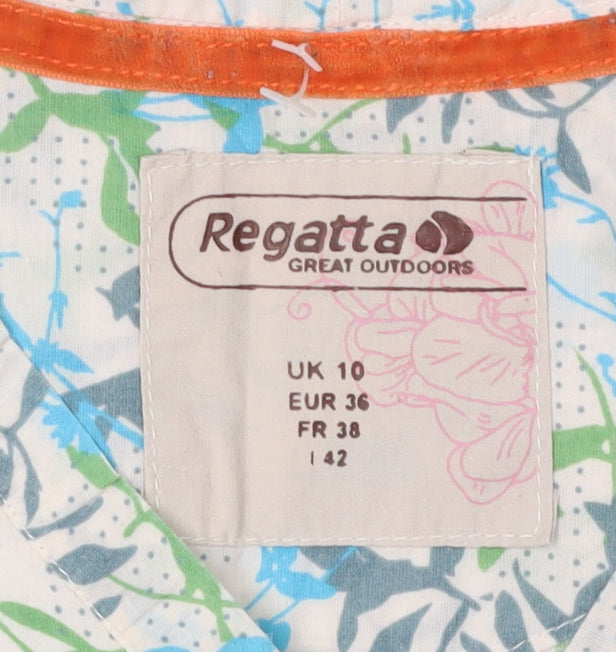 Regatta
GREAT OUTDOORS
UK 10
EUR 36
FR 38
I 42